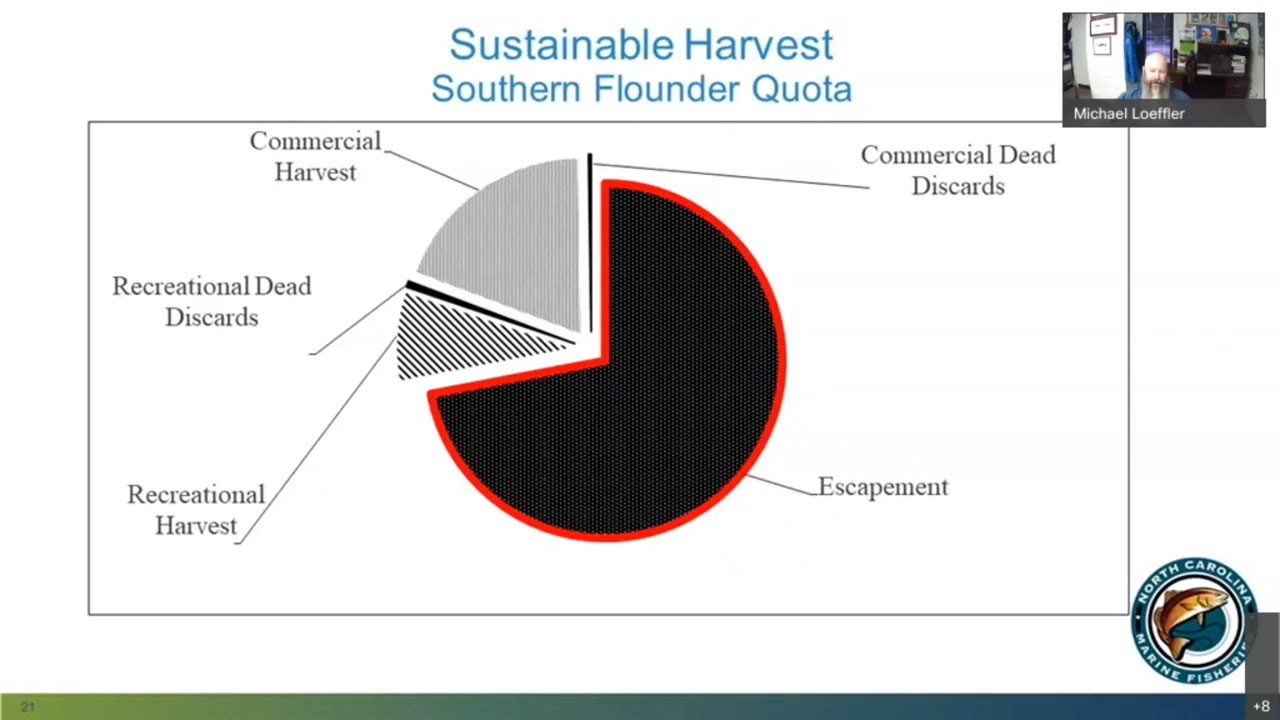 Sustainable Harvest
Southern Flounder Quota
Michael Loeffler
Commercial
Harvest
Commercial Dead
Discards
Recreational Dead
Discards
Recreational
Harvest
Escapement
NORTH CAROLINA
MARINE FISHERIES
21
+8